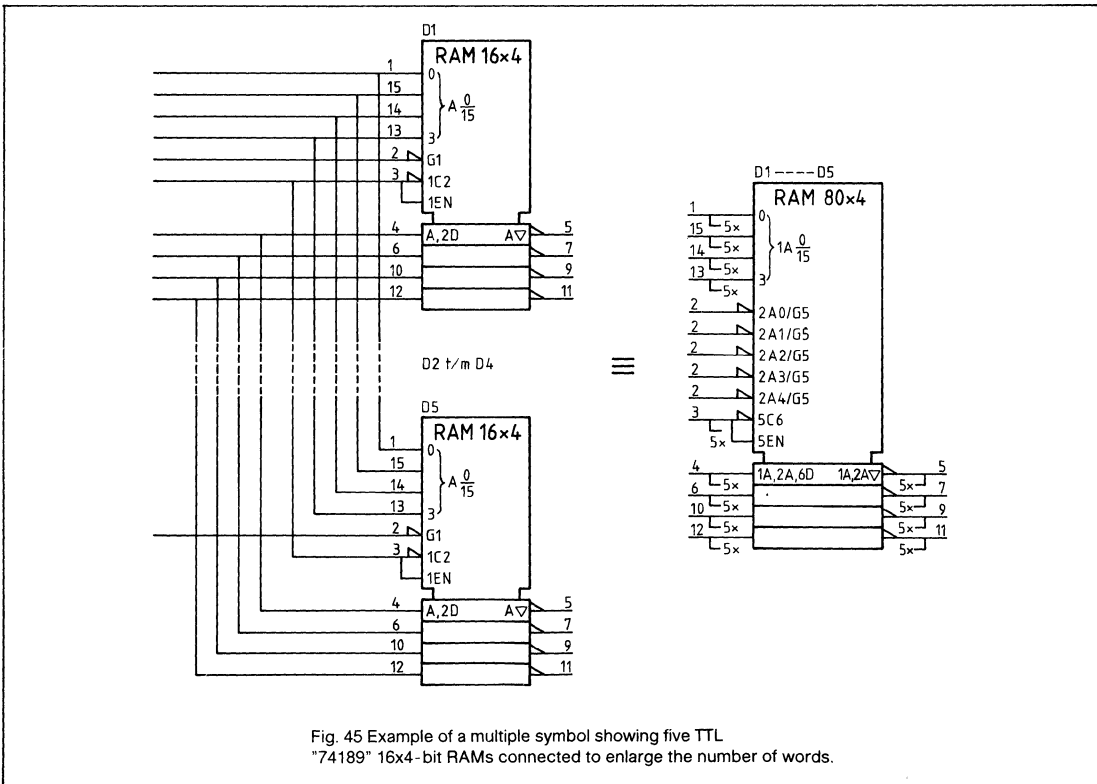 D1
RAM 16×4
1 0
15
14 A 0/15
13 3
2 G1
3 1C2
1EN
4 A,2D A▽ 5
6 7
10 9
12 11
D2 t/m D4
D5
RAM 16×4
1 0
15
14 A 0/15
13 3
2 G1
3 1C2
1EN
4 A,2D A▽ 5
6 7
10 9
12 11
≡
D1----D5
RAM 80×4
1 5× 0
15 5×
14 5× 1A 0/15
13 5× 3
2 2A0/G5
2 2A1/G5
2 2A2/G5
2 2A3/G5
2 2A4/G5
3 5× 5C6
5EN
4 5× 1A,2A,6D 1A,2A▽ 5× 5
6 5× 5× 7
10 5× 5× 9
12 5× 5× 11
Fig. 45 Example of a multiple symbol showing five TTL
"74189" 16x4-bit RAMs connected to enlarge the number of words.